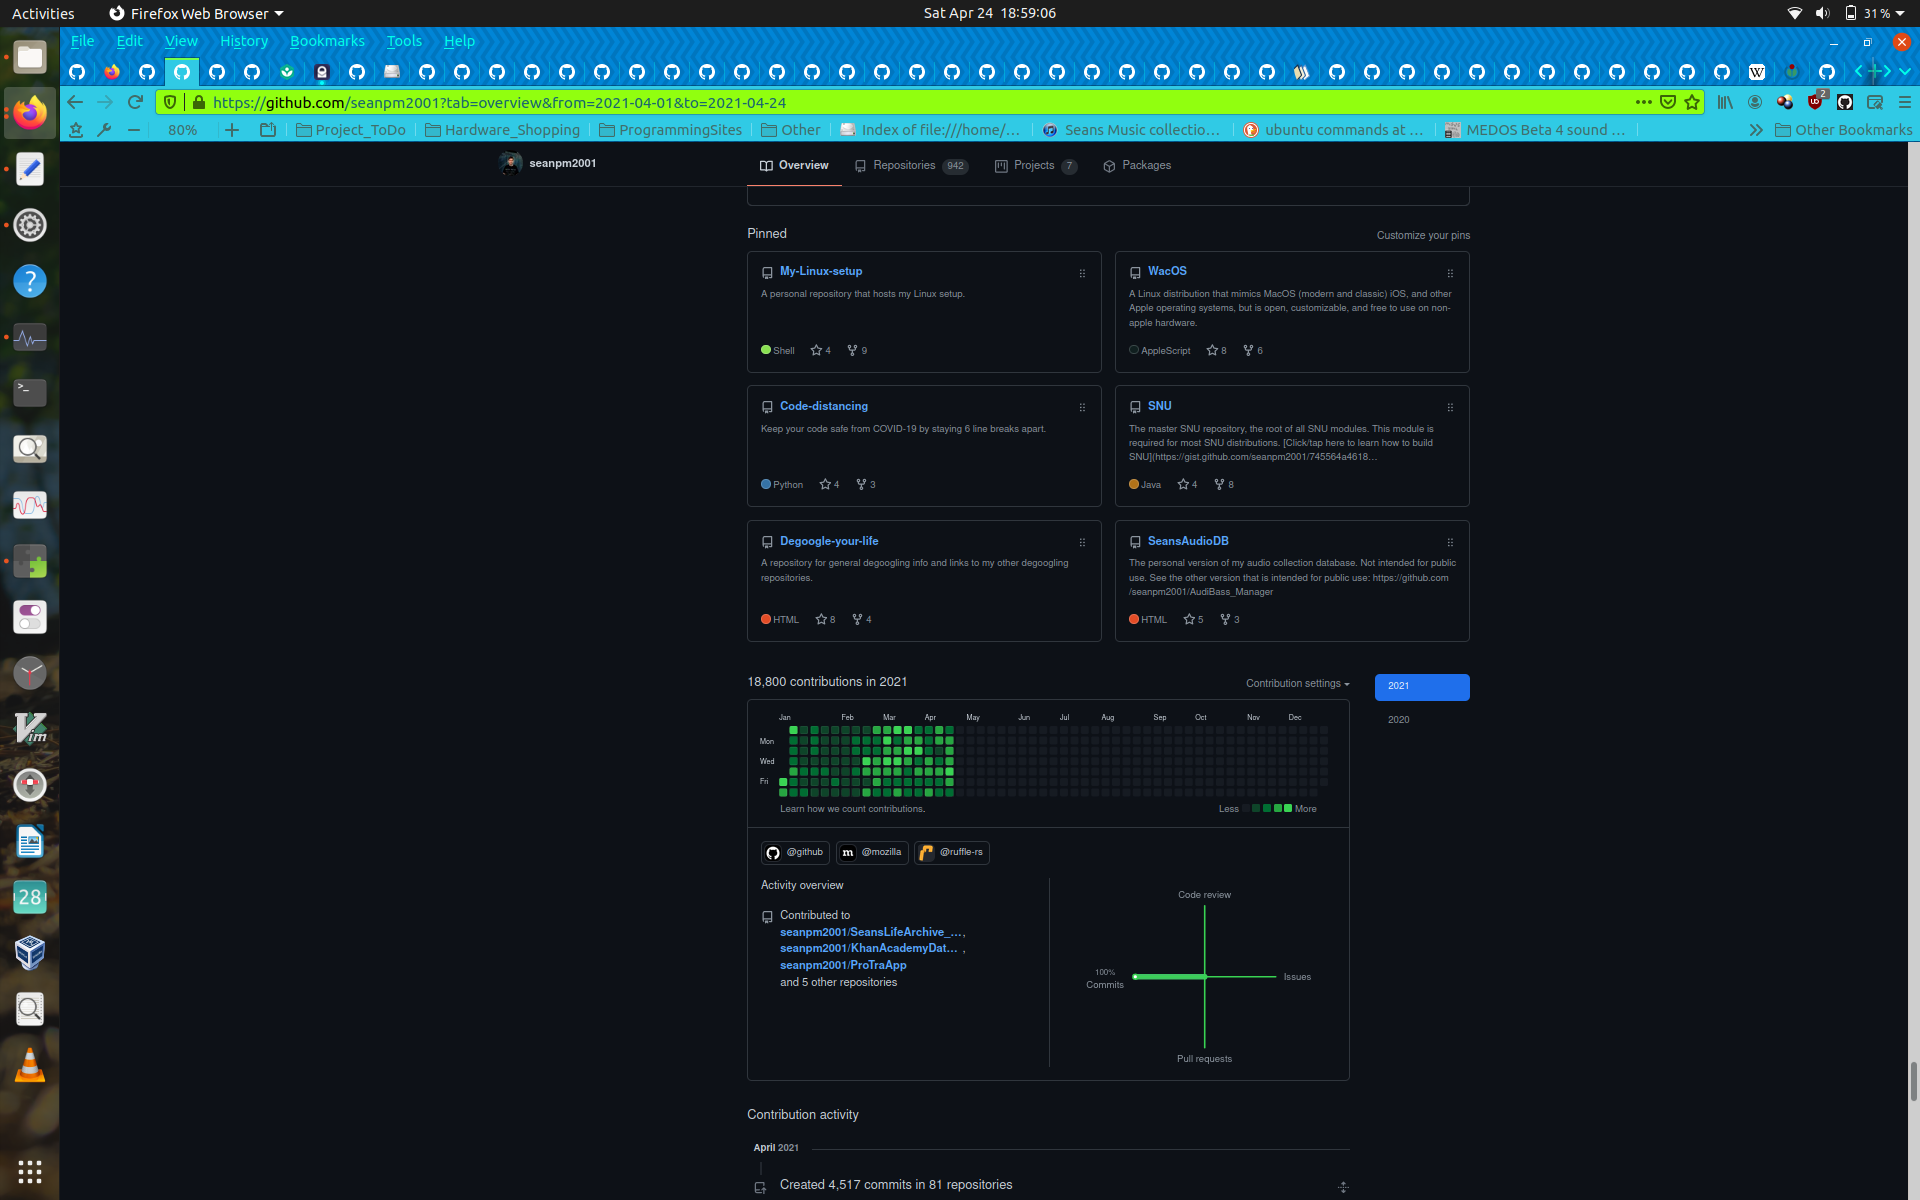 Activities
Firefox Web Browser
Sat Apr 24 18:59:06
31 %
File Edit View History Bookmarks Tools Help
https://github.com/seanpm2001?tab=overview&from=2021-04-01&to=2021-04-24
2
80%
Project_ToDo
Hardware_Shopping
ProgrammingSites
Other
Index of file:///home/...
Seans Music collectio...
ubuntu commands at ...
MEDOS Beta 4 sound ...
Other Bookmarks
seanpm2001
Overview
Repositories 942
Projects 7
Packages
Pinned
Customize your pins
My-Linux-setup
A personal repository that hosts my Linux setup.
Shell 4 9
WacOS
A Linux distribution that mimics MacOS (modern and classic) iOS, and other
Apple operating systems, but is open, customizable, and free to use on non-
apple hardware.
AppleScript 8 6
Code-distancing
Keep your code safe from COVID-19 by staying 6 line breaks apart.
Python 4 3
SNU
The master SNU repository, the root of all SNU modules. This module is
required for most SNU distributions. [Click/tap here to learn how to build
SNU](https://gist.github.com/seanpm2001/745564a4618...
Java 4 8
Degoogle-your-life
A repository for general degoogling info and links to my other degoogling
repositories.
HTML 8 4
SeansAudioDB
The personal version of my audio collection database. Not intended for public
use. See the other version that is intended for public use: https://github.com
/seanpm2001/AudiBass_Manager
HTML 5 3
18,800 contributions in 2021
Contribution settings
2021
2020
Jan Feb Mar Apr May Jun Jul Aug Sep Oct Nov Dec
Mon
Wed
Fri
Learn how we count contributions.
Less More
@github
@mozilla
@ruffle-rs
Activity overview
Contributed to
seanpm2001/SeansLifeArchive_...,
seanpm2001/KhanAcademyDat... ,
seanpm2001/ProTraApp
and 5 other repositories
Code review
100%
Commits
Issues
Pull requests
Contribution activity
April 2021
Created 4,517 commits in 81 repositories
28